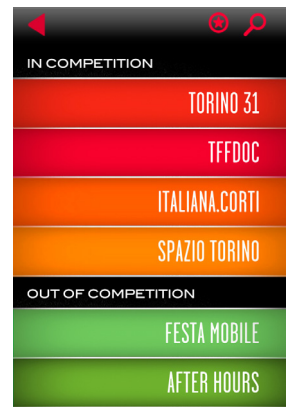 IN COMPETITION
TORINO 31
TFFDOC
ITALIANA.CORTI
SPAZIO TORINO
OUT OF COMPETITION
FESTA MOBILE
AFTER HOURS